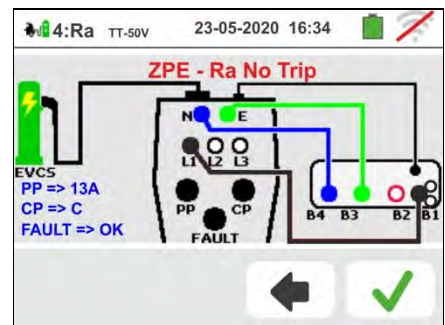 4:Ra TT-50V 23-05-2020 16:34
ZPE - Ra No Trip
N E
L1 L2 L3
EVCS
PP => 13A
CP => C
FAULT => OK
PP CP
FAULT
B4 B3 B2 B1